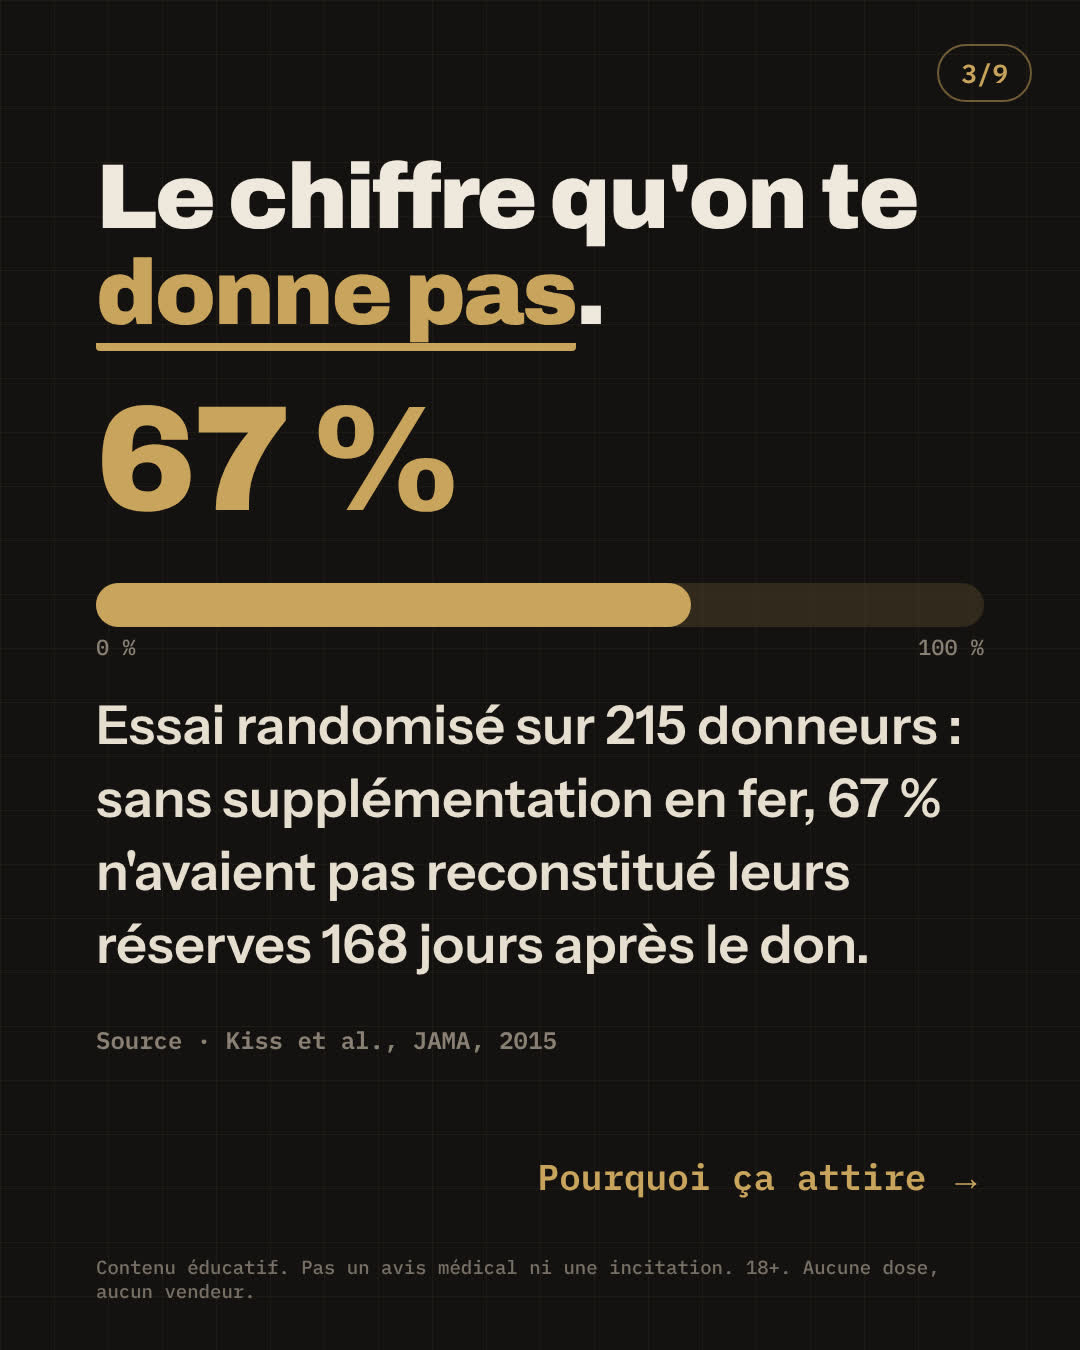 3/9
Le chiffre qu'on te
donne pas.
67 %
0 %
100 %
Essai randomisé sur 215 donneurs :
sans supplémentation en fer, 67 %
n'avaient pas reconstitué leurs
réserves 168 jours après le don.
Source · Kiss et al., JAMA, 2015
Pourquoi ça attire →
Contenu éducatif. Pas un avis médical ni une incitation. 18+. Aucune dose,
aucun vendeur.